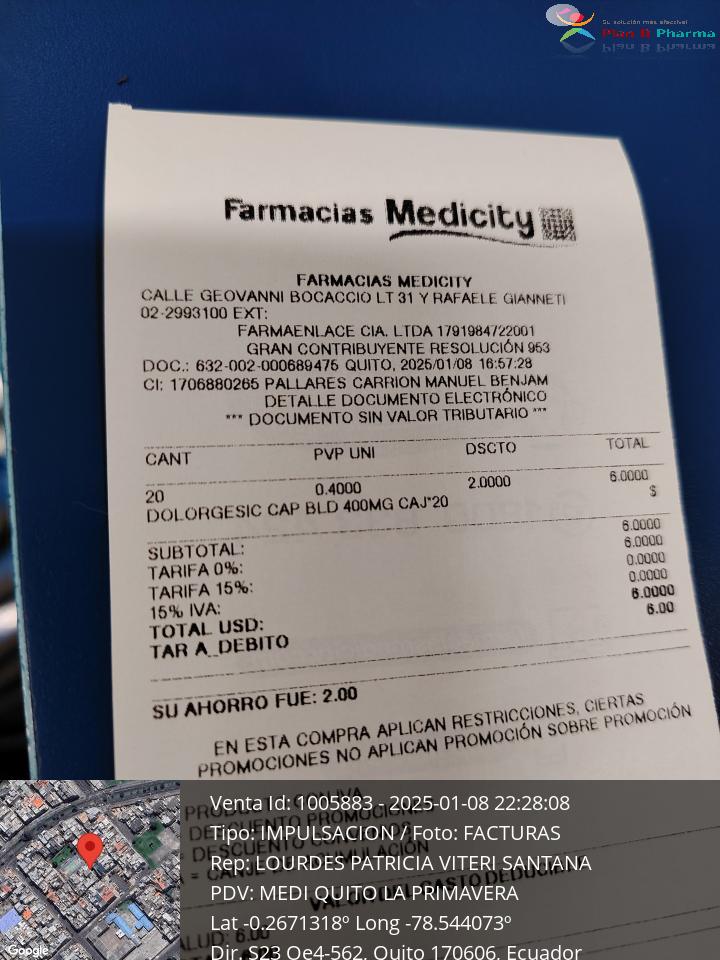 Su solución más efectiva!
Plan B Pharma
Farmacias Medicity
FARMACIAS MEDICITY
CALLE GEOVANNI BOCACCIO LT 31 Y RAFAELE GIANNETI
02-2993100 EXT:
FARMAENLACE CIA. LTDA 1791984722001
GRAN CONTRIBUYENTE RESOLUCIÓN 953
DOC.: 632-002-000689475 QUITO, 2025/01/08 16:57:28
CI: 1706880265 PALLARES CARRION MANUEL BENJAM
DETALLE DOCUMENTO ELECTRÓNICO
*** DOCUMENTO SIN VALOR TRIBUTARIO ***
CANT PVP UNI DSCTO TOTAL
20 0.4000 2.0000 6.0000
DOLORGESIC CAP BLD 400MG CAJ*20 $
SUBTOTAL: 6.0000
TARIFA 0%: 6.0000
TARIFA 15%: 0.0000
15% IVA: 0.0000
TOTAL USD: 6.0000
TAR A_DEBITO 6.00
SU AHORRO FUE: 2.00
EN ESTA COMPRA APLICAN RESTRICCIONES, CIERTAS
PROMOCIONES NO APLICAN PROMOCIÓN SOBRE PROMOCIÓN
Venta Id: 1005883 - 2025-01-08 22:28:08
Tipo: IMPULSACION / Foto: FACTURAS
Rep: LOURDES PATRICIA VITERI SANTANA
PDV: MEDI QUITO LA PRIMAVERA
Lat -0.2671318º Long -78.544073º
Dir. S23 Oe4-562, Quito 170606, Ecuador
Google